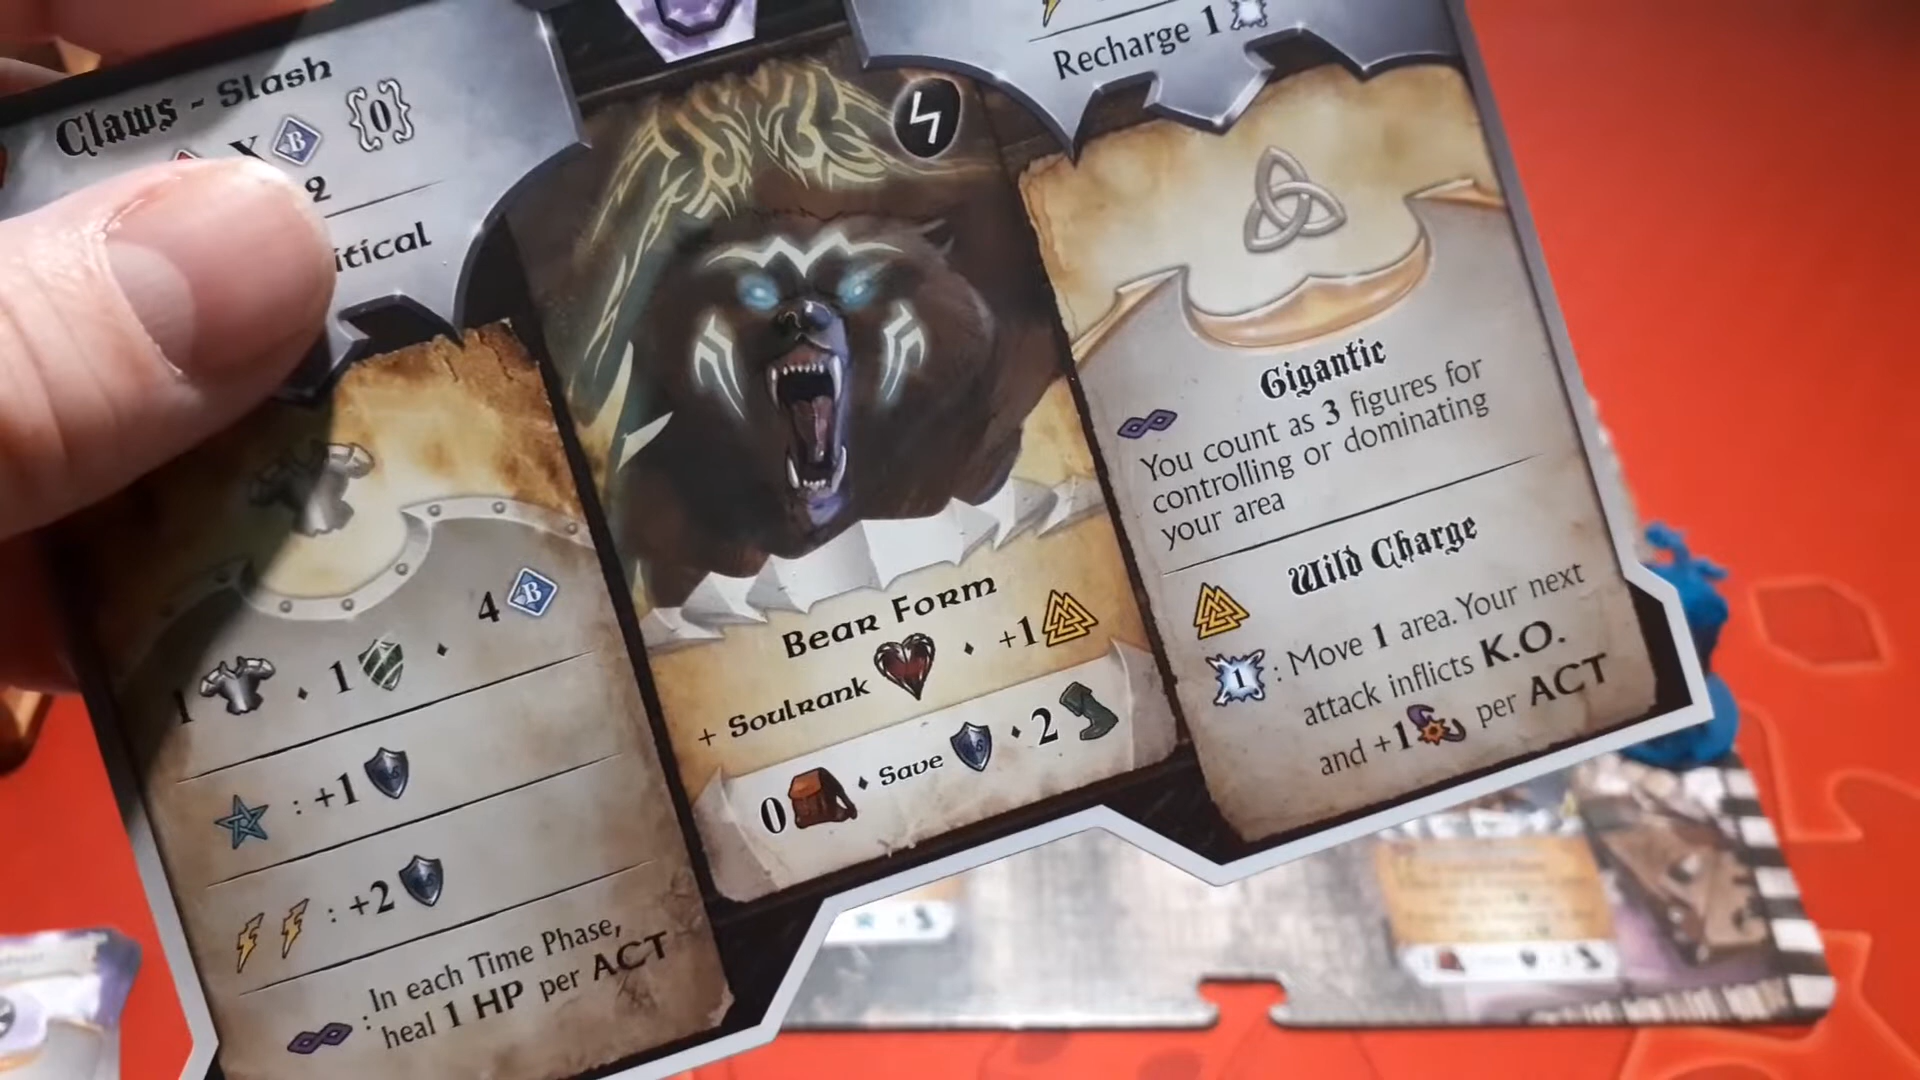 Claws - Slash
X B {0}
2
itical
1 1 4 B
: +1
: +2
: In each Time Phase,
heal 1 HP per ACT
Bear Form
+ Soulrank +1
0 Save 2
Recharge 1
Gigantic
You count as 3 figures for
controlling or dominating
your area
Wild Charge
1 : Move 1 area. Your next
attack inflicts K.O.
and +1 per ACT